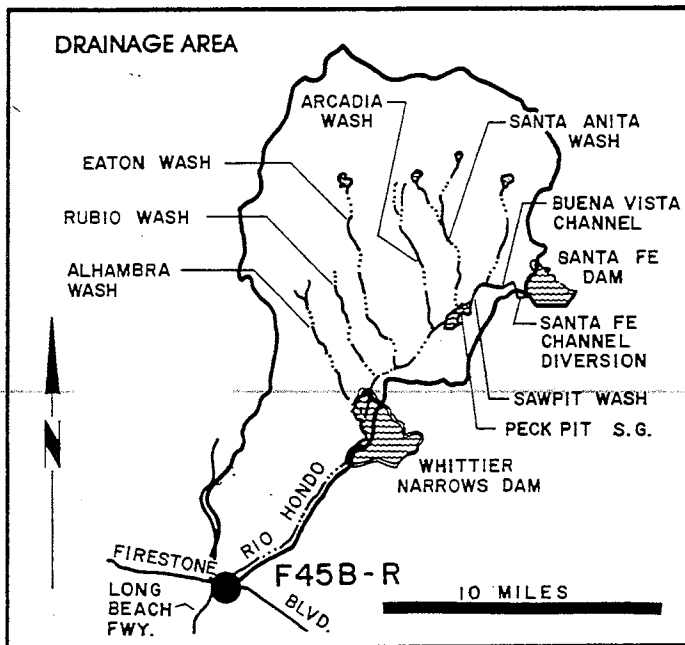 DRAINAGE AREA
ARCADIA
WASH
SANTA ANITA
WASH
EATON WASH
BUENA VISTA
CHANNEL
RUBIO WASH
SANTA FE
DAM
ALHAMBRA
WASH
SANTA FE
CHANNEL
DIVERSION
SAWPIT WASH
PECK PIT S.G.
N
WHITTIER
NARROWS DAM
RIO HONDO
FIRESTONE
BLVD.
F45B-R
LONG
BEACH
FWY.
10 MILES